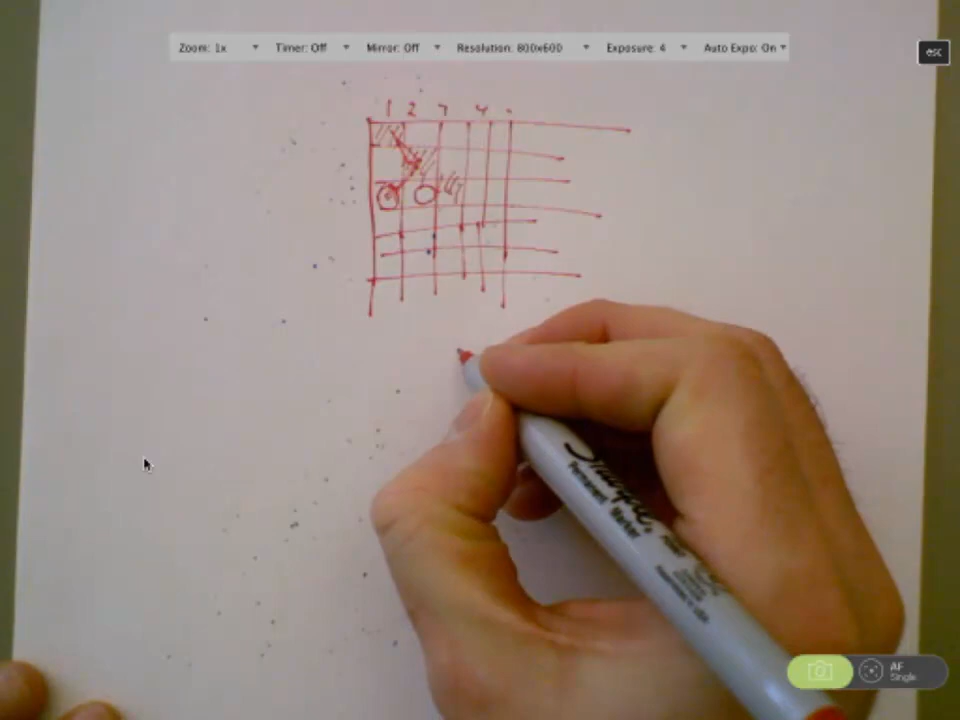 Zoom: 1x Timer: Off Mirror: Off Resolution: 800x600 Exposure: 4 Auto Expo: On
esc
1 2 4
Sharpie.
Permanent Marker
AF
Single